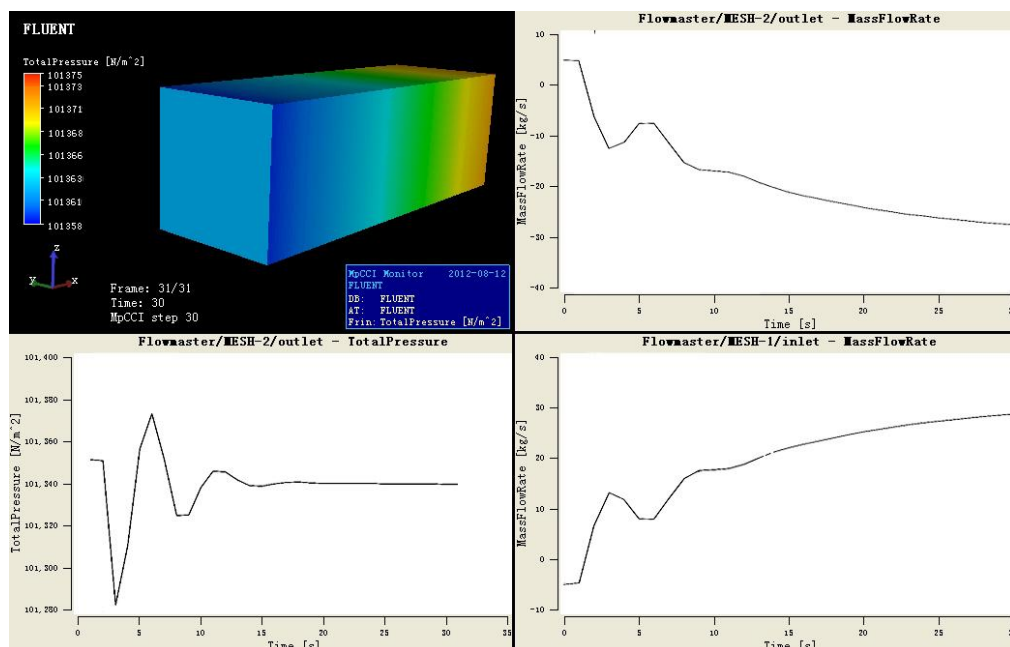 FLUENT
TotalPressure [N/m^2]
101375
101373
101371
101368
101366
101363
101361
101358
z
y
x
Frame: 31/31
Time: 30
MpCCI step 30
MpCCI Monitor 2012-08-12
FLUENT
DB: FLUENT
AT: FLUENT
Frin: TotalPressure [N/m^2]
Flowmaster/MESH-2/outlet - MassFlowRate
MassFlowRate [kg/s]
10
0
-10
-20
-30
-40
0
5
10
15
20
25
30
Time [s]
Flowmaster/MESH-2/outlet - TotalPressure
TotalPressure [N/m^2]
101,400
101,380
101,360
101,340
101,320
101,300
101,280
0
5
10
15
20
25
30
35
Time [s]
Flowmaster/MESH-1/inlet - MassFlowRate
MassFlowRate [kg/s]
40
30
20
10
0
-10
0
5
10
15
20
25
30
Time [s]